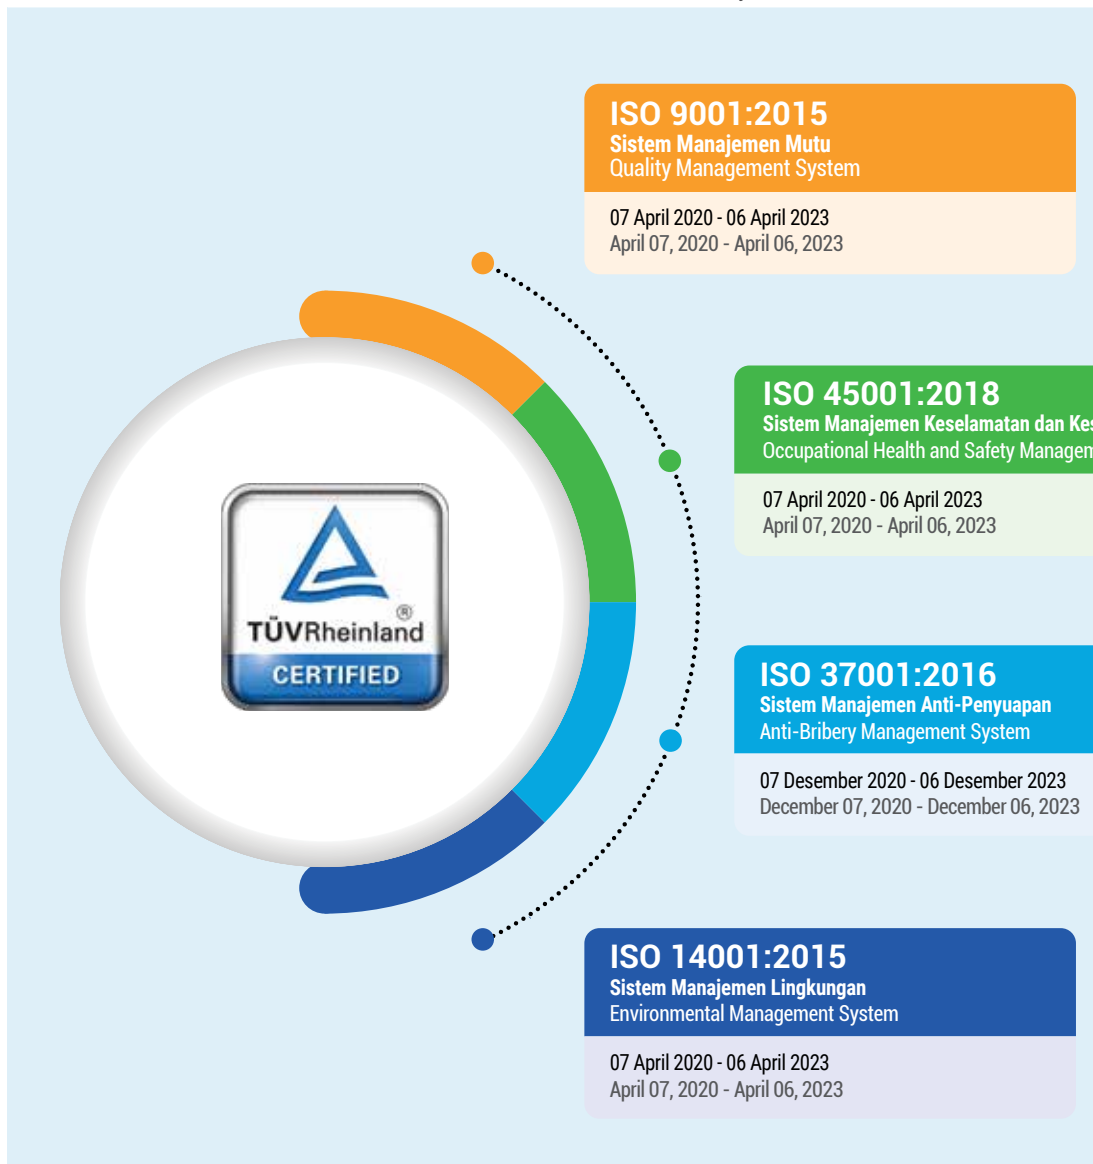 ISO 9001:2015
Sistem Manajemen Mutu
Quality Management System
07 April 2020 - 06 April 2023
April 07, 2020 - April 06, 2023
ISO 45001:2018
Sistem Manajemen Keselamatan dan
Occupational Health and Safety
07 April 2020 - 06 April 2023
April 07, 2020 - April 06, 2023
TÜVRheinland®
CERTIFIED
ISO 37001:2016
Sistem Manajemen Anti-Penyuapan
Anti-Bribery Management System
07 Desember 2020 - 06 Desember 2023
December 07, 2020 - December 06, 2023
ISO 14001:2015
Sistem Manajemen Lingkungan
Environmental Management System
07 April 2020 - 06 April 2023
April 07, 2020 - April 06, 2023